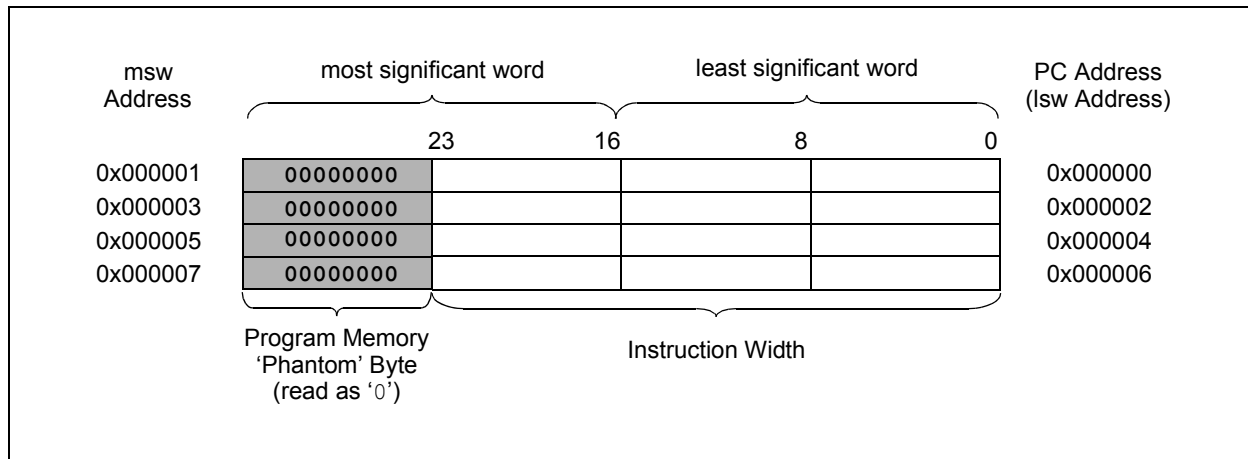 msw
Address
most significant word
least significant word
PC Address
(lsw Address)
23
16
8
0
0x000001
00000000
0x000000
0x000003
00000000
0x000002
0x000005
00000000
0x000004
0x000007
00000000
0x000006
Program Memory
‘Phantom’ Byte
(read as ‘0’)
Instruction Width